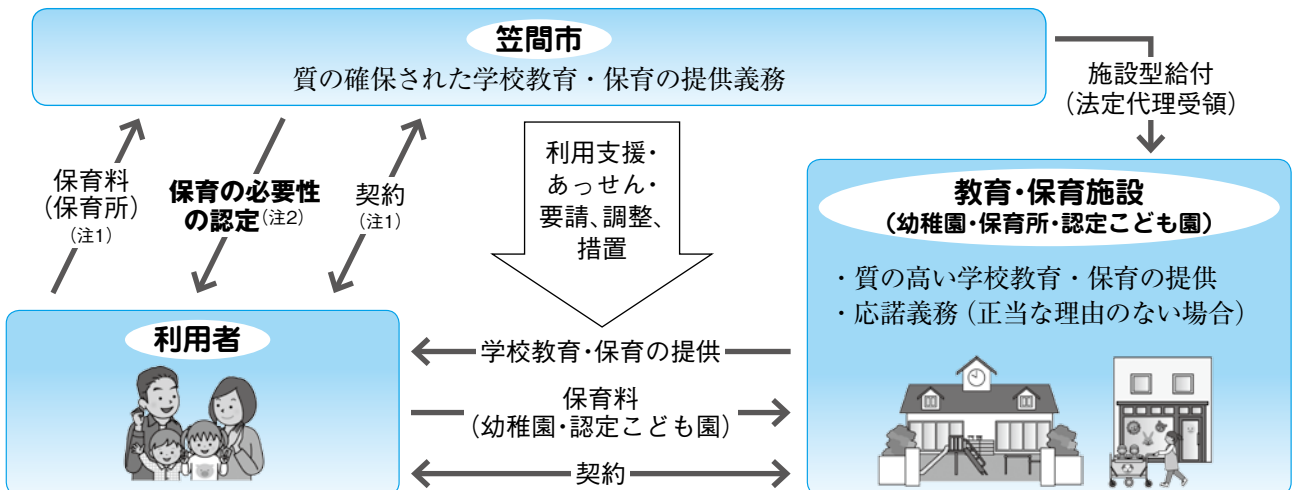 笠間市
質の確保された学校教育・保育の提供義務
施設型給付
(法定代理受領)
保育料
(保育所)
(注1)
保育の必要性
の認定(注2)
契約
(注1)
利用支援・
あっせん・
要請、調整、
措置
教育・保育施設
(幼稚園・保育所・認定こども園)
・質の高い学校教育・保育の提供
・応諾義務(正当な理由のない場合)
利用者
学校教育・保育の提供
保育料
(幼稚園・認定こども園)
契約